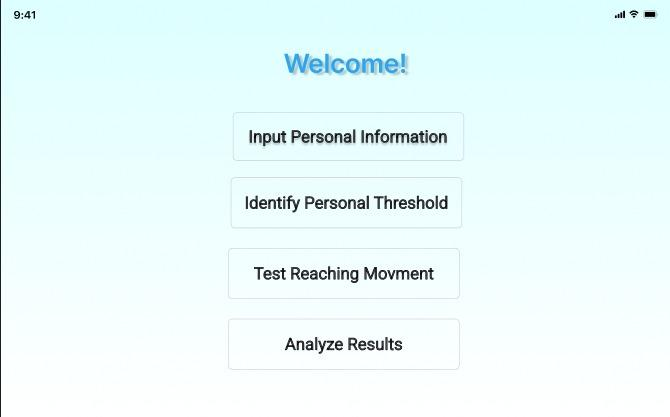 9:41
Welcome!
Input Personal Information
Identify Personal Threshold
Test Reaching Movment
Analyze Results